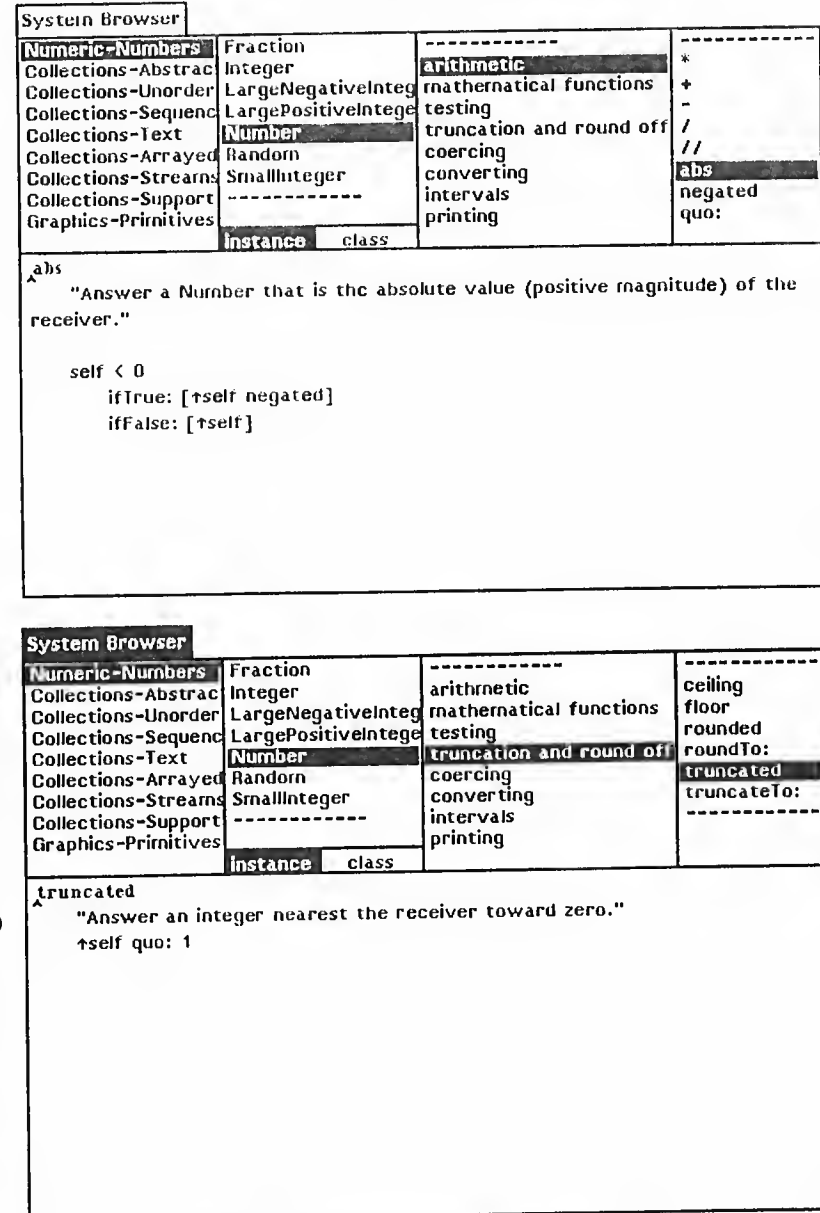 System Browser
Numeric-Numbers
Collections-Abstrac
Collections-Unorder
Collections-Sequenc
Collections-Text
Collections-Arrayed
Collections-Streams
Collections-Support
Graphics-Primitives
Fraction
Integer
LargeNegativeInteg
LargePositiveIntege
Number
Random
SmallInteger
------------
instance class
------------
arithmetic
mathematical functions
testing
truncation and round off
coercing
converting
intervals
printing
------------
*
+
-
/
//
abs
negated
quo:
abs
"Answer a Number that is the absolute value (positive magnitude) of the
receiver."
self < 0
ifTrue: [↑self negated]
ifFalse: [↑self]
System Browser
Numeric-Numbers
Collections-Abstrac
Collections-Unorder
Collections-Sequenc
Collections-Text
Collections-Arrayed
Collections-Streams
Collections-Support
Graphics-Primitives
Fraction
Integer
LargeNegativeInteg
LargePositiveIntege
Number
Random
SmallInteger
------------
instance class
------------
arithmetic
mathematical functions
testing
truncation and round off
coercing
converting
intervals
printing
------------
ceiling
floor
rounded
roundTo:
truncated
truncateTo:
------------
truncated
"Answer an integer nearest the receiver toward zero."
↑self quo: 1